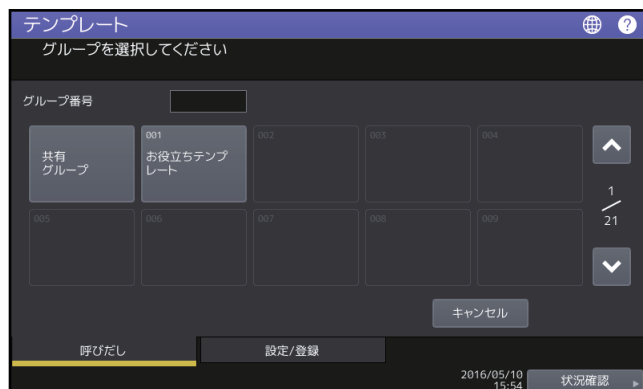 テンプレート
?
グループを選択してください
グループ番号
共有
グループ
001
お役立ちテンプ
レート
002
003
004
1
21
005
006
007
008
009
キャンセル
呼びだし
設定/登録
2016/05/10
15:54
状況確認